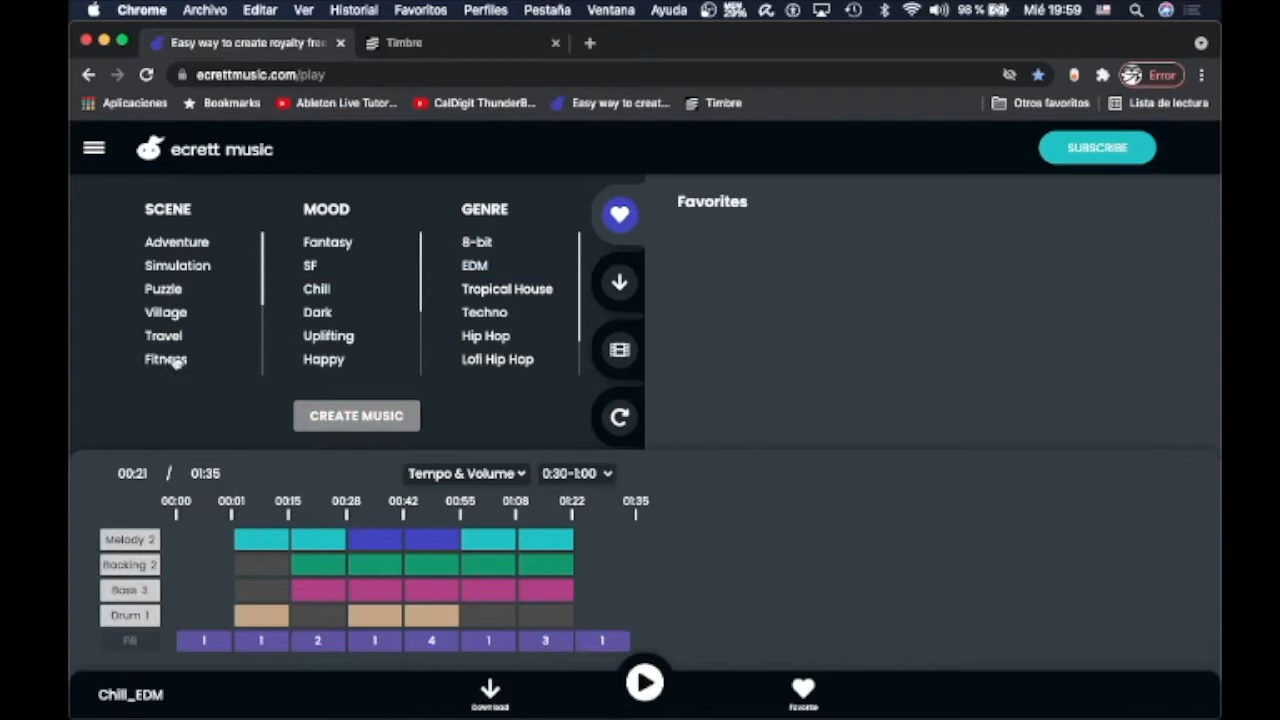 Chrome Archivo Editar Ver Historial Favoritos Perfiles Pestaña Ventana Ayuda 98 % Mié 19:59
Easy way to create royalty free Timbre
ecrettmusic.com/play Error
Aplicaciones Bookmarks Ableton Live Tutor... CalDigit ThunderB... Easy way to creat... Timbre Otros favoritos Lista de lectura
ecrett music SUBSCRIBE
SCENE MOOD GENRE Favorites
Adventure Fantasy 8-bit
Simulation SF EDM
Puzzle Chill Tropical House
Village Dark Techno
Travel Uplifting Hip Hop
Fitness Happy Lofi Hip Hop
CREATE MUSIC
00:21 / 01:35 Tempo & Volume 0:30-1:00
00:00 00:01 00:15 00:28 00:42 00:55 01:08 01:22 01:35
Melody 2
Backing 2
Bass 3
Drum 1
Fill 1 1 2 1 4 1 3 1
Chill_EDM Download Favorite